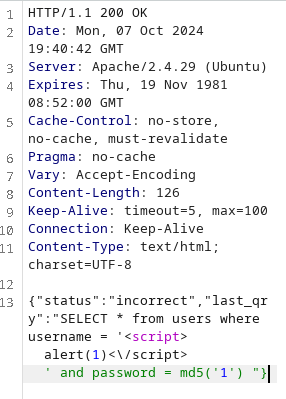 1 HTTP/1.1 200 OK
2 Date: Mon, 07 Oct 2024
19:40:42 GMT
3 Server: Apache/2.4.29 (Ubuntu)
4 Expires: Thu, 19 Nov 1981
08:52:00 GMT
5 Cache-Control: no-store,
no-cache, must-revalidate
6 Pragma: no-cache
7 Vary: Accept-Encoding
8 Content-Length: 126
9 Keep-Alive: timeout=5, max=100
10 Connection: Keep-Alive
11 Content-Type: text/html;
charset=UTF-8
12
13 {"status":"incorrect","last_qr
y":"SELECT * from users where
username = '<script>
alert(1)<\/script>
' and password = md5('1') "}